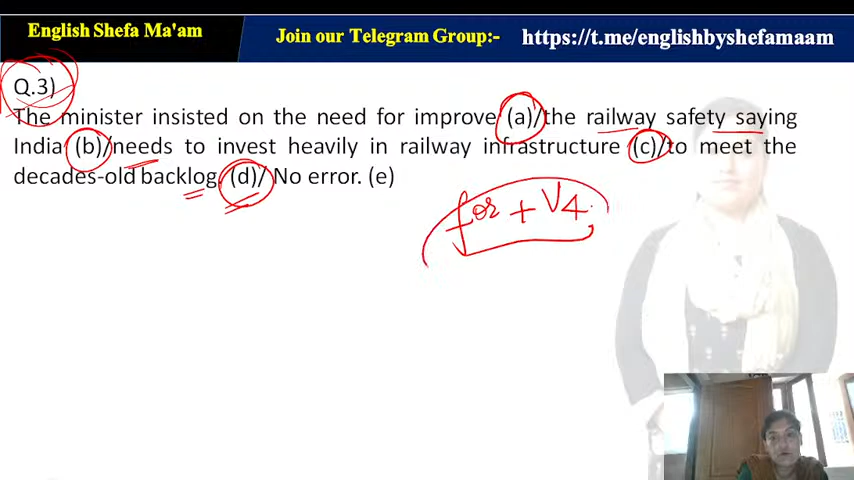 English Shefa Ma'am
Join our Telegram Group:- https://t.me/englishbyshefamaam
Q.3)
The minister insisted on the need for improve (a)/the railway safety saying
India (b)/needs to invest heavily in railway infrastructure (c)/to meet the
decades-old backlog. (d)/ No error. (e)
for + V4